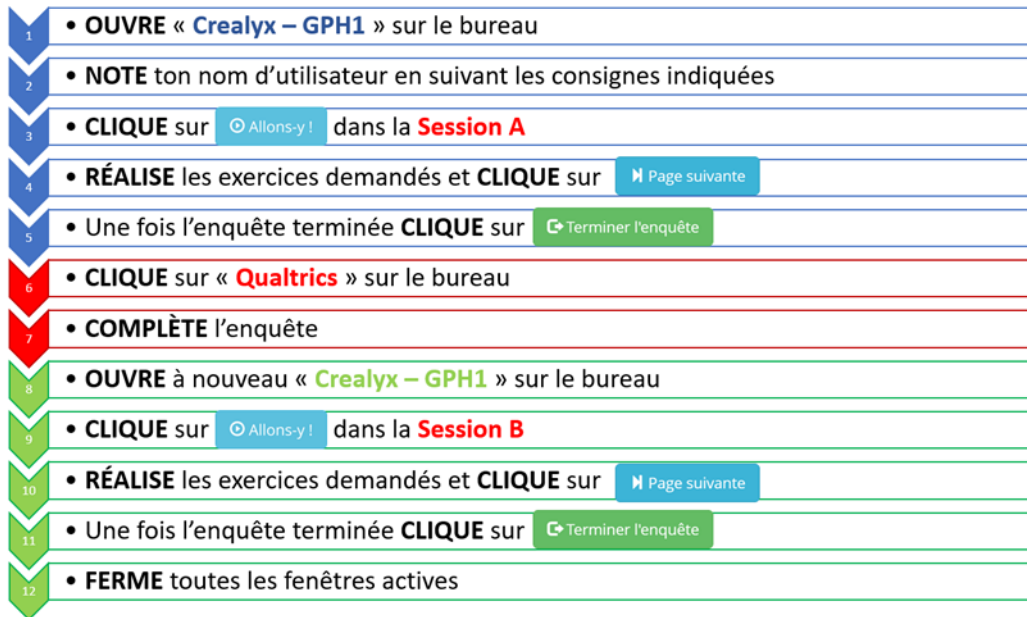 1 • OUVRE « Crealyx – GPH1 » sur le bureau
2 • NOTE ton nom d’utilisateur en suivant les consignes indiquées
3 • CLIQUE sur Allons-y ! dans la Session A
4 • RÉALISE les exercices demandés et CLIQUE sur Page suivante
5 • Une fois l’enquête terminée CLIQUE sur Terminer l'enquête
6 • CLIQUE sur « Qualtrics » sur le bureau
7 • COMPLÈTE l’enquête
8 • OUVRE à nouveau « Crealyx – GPH1 » sur le bureau
9 • CLIQUE sur Allons-y ! dans la Session B
10 • RÉALISE les exercices demandés et CLIQUE sur Page suivante
11 • Une fois l’enquête terminée CLIQUE sur Terminer l'enquête
12 • FERME toutes les fenêtres actives